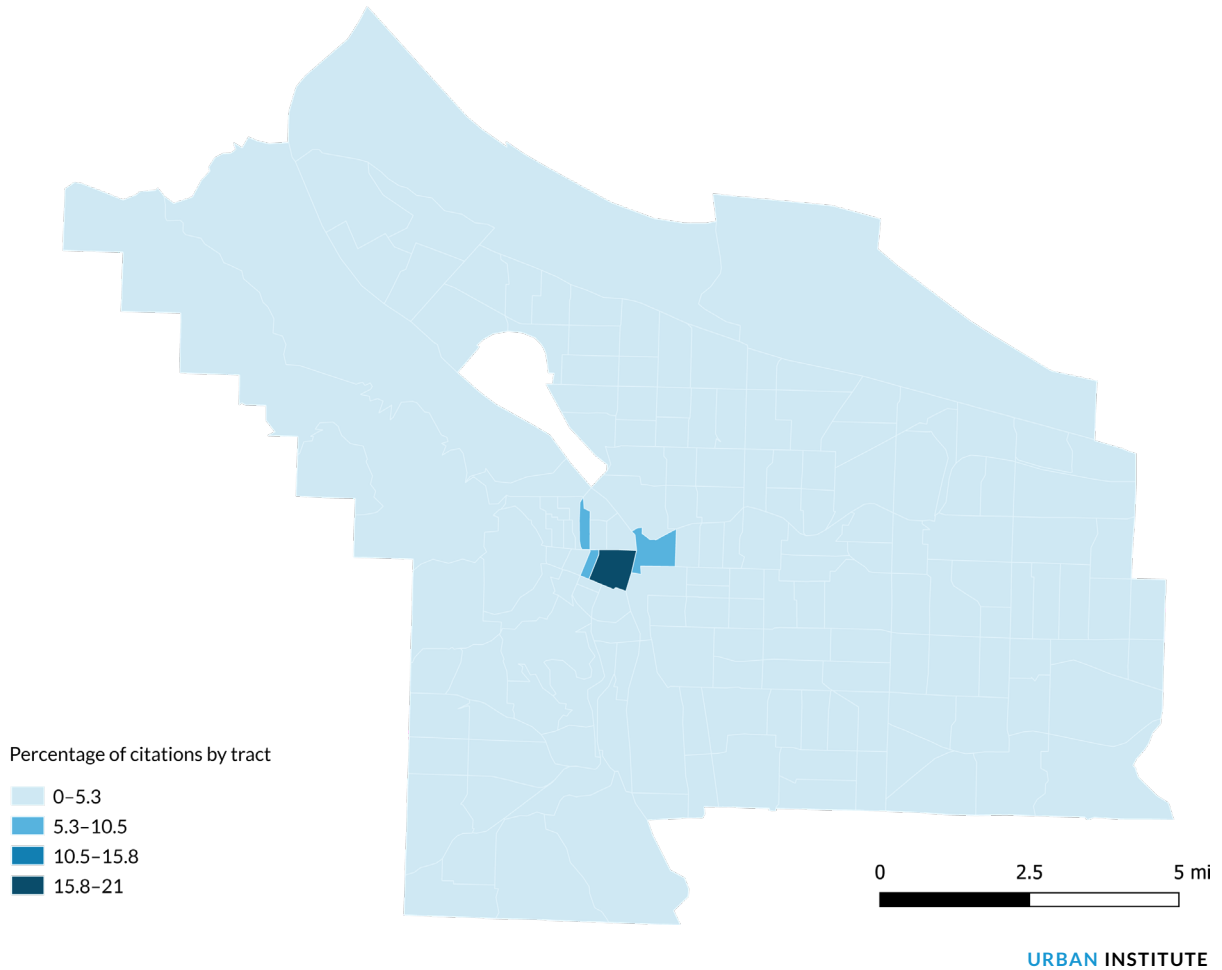 Percentage of citations by tract
0–5.3
5.3–10.5
10.5–15.8
15.8–21
0 2.5 5 mi
URBAN INSTITUTE